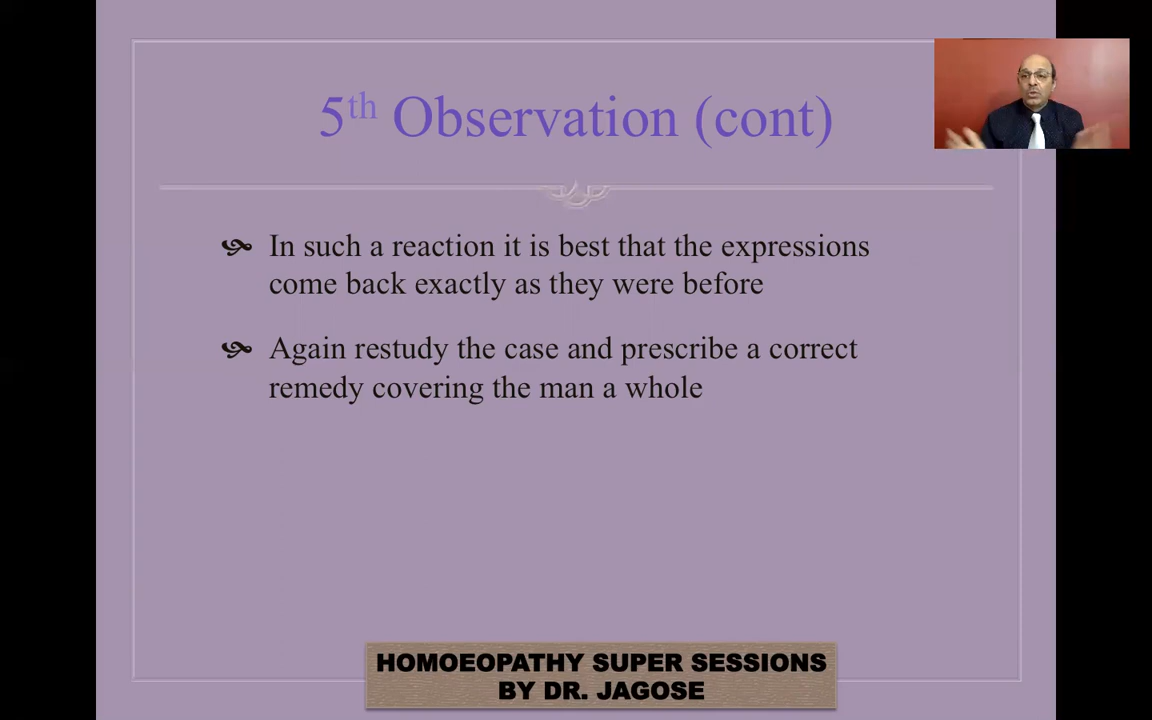 5th Observation (cont)
In such a reaction it is best that the expressions
come back exactly as they were before
Again restudy the case and prescribe a correct
remedy covering the man a whole
HOMOEOPATHY SUPER SESSIONS
BY DR. JAGOSE